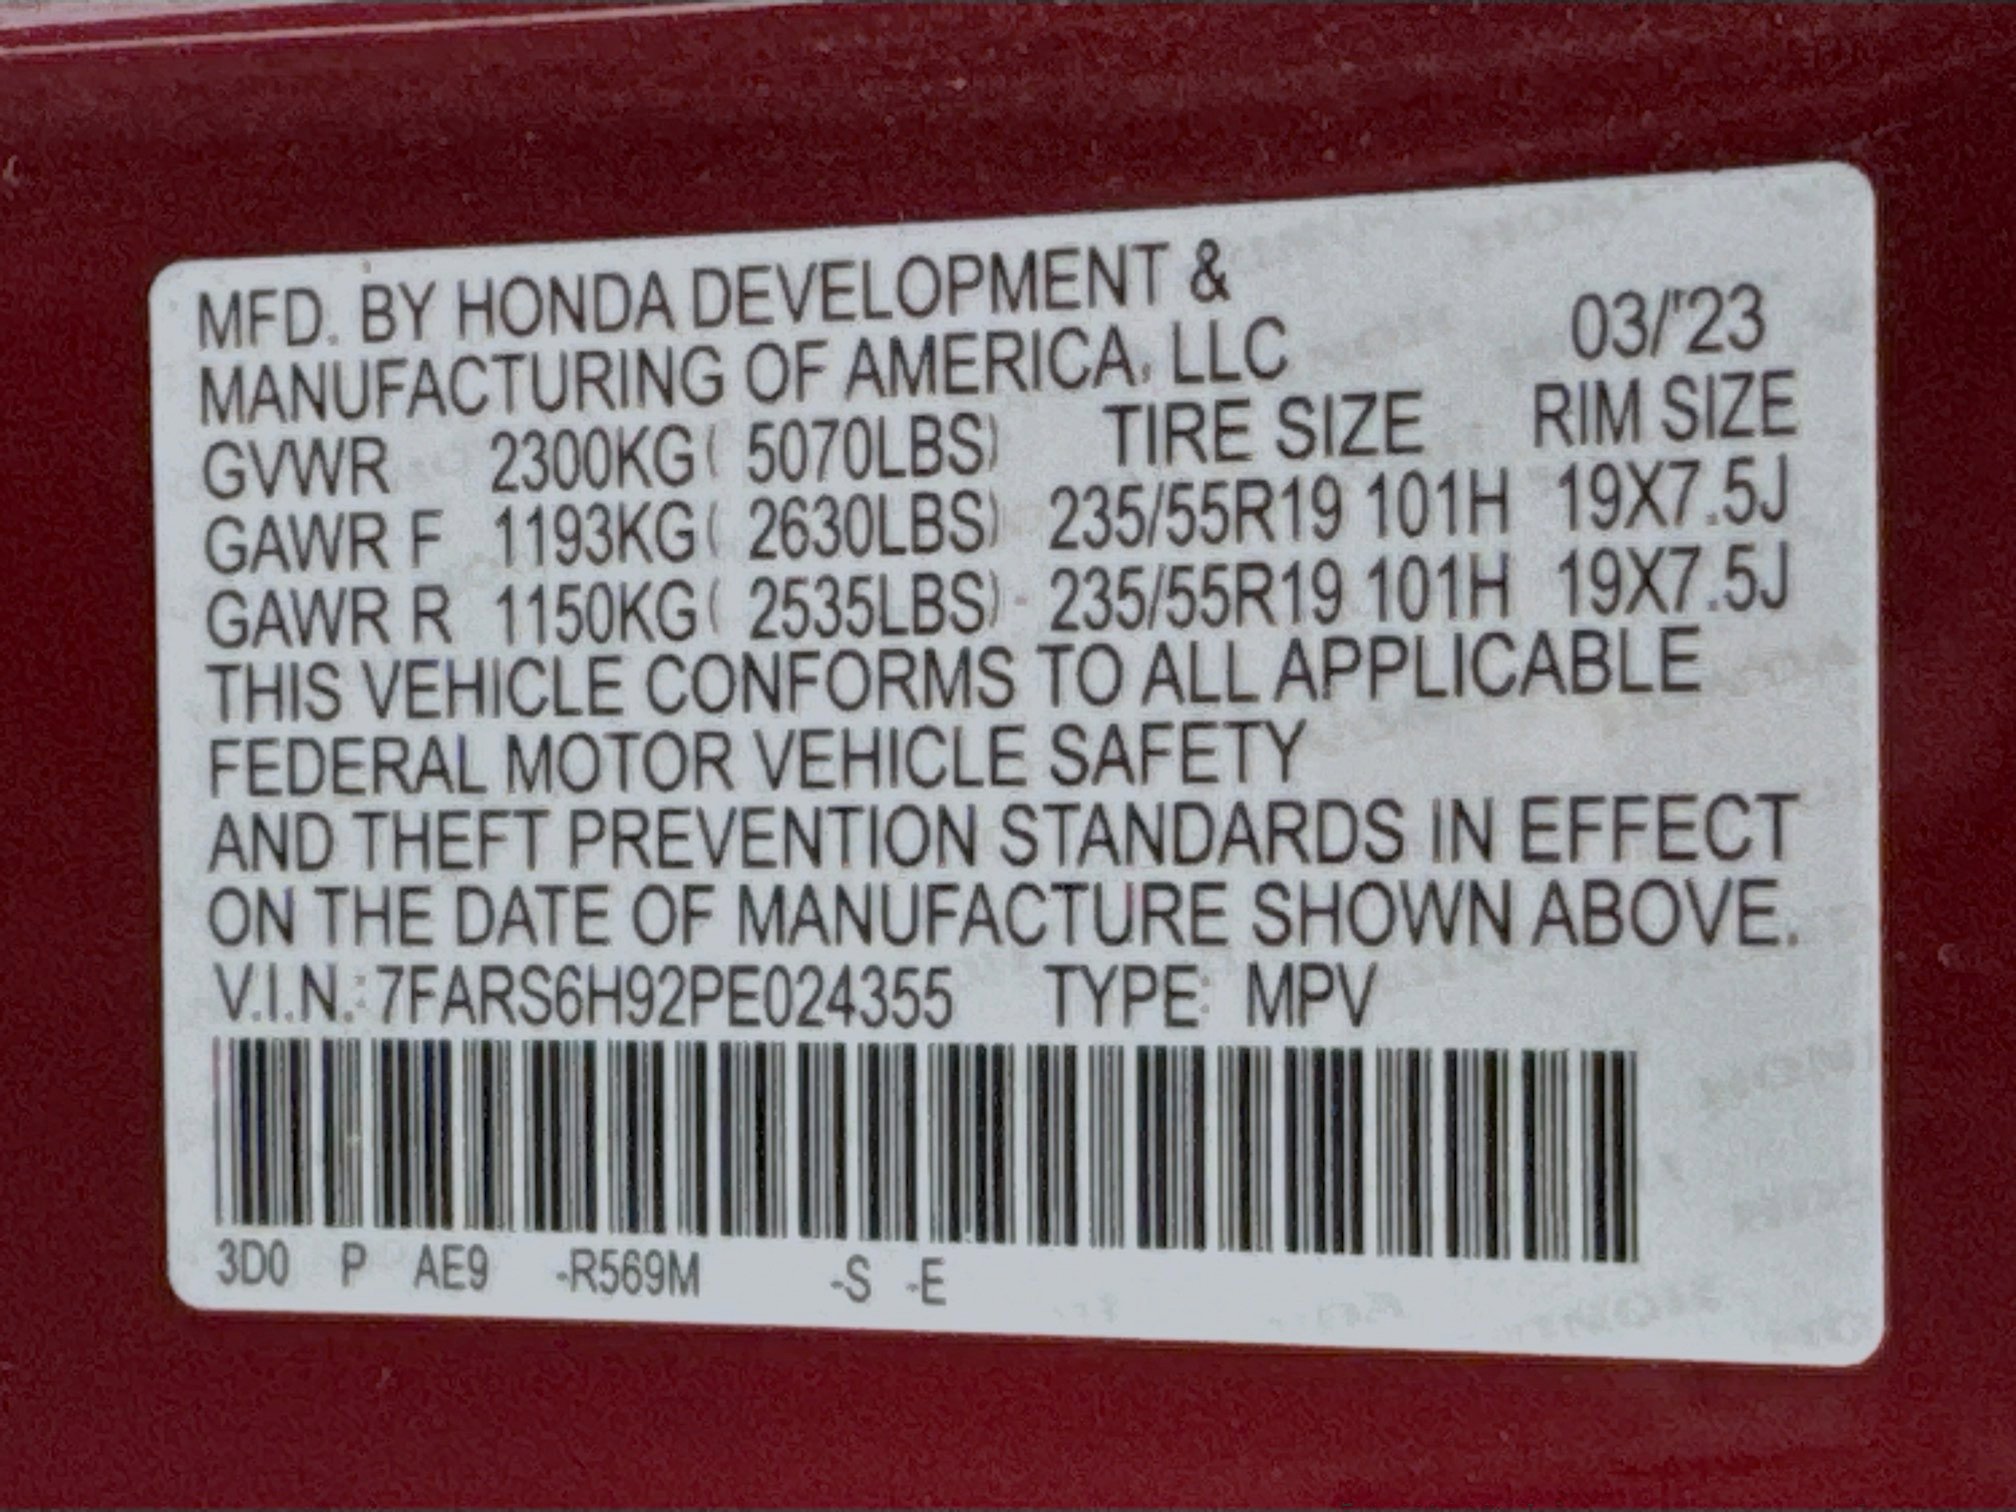 MFD. BY HONDA DEVELOPMENT &
MANUFACTURING OF AMERICA, LLC 03/'23
GVWR 2300KG( 5070LBS) TIRE SIZE RIM SIZE
GAWR F 1193KG( 2630LBS) 235/55R19 101H 19X7.5J
GAWR R 1150KG( 2535LBS) 235/55R19 101H 19X7.5J
THIS VEHICLE CONFORMS TO ALL APPLICABLE
FEDERAL MOTOR VEHICLE SAFETY
AND THEFT PREVENTION STANDARDS IN EFFECT
ON THE DATE OF MANUFACTURE SHOWN ABOVE.
V.I.N.: 7FARS6H92PE024355 TYPE: MPV
3D0 P AE9 -R569M -S -E